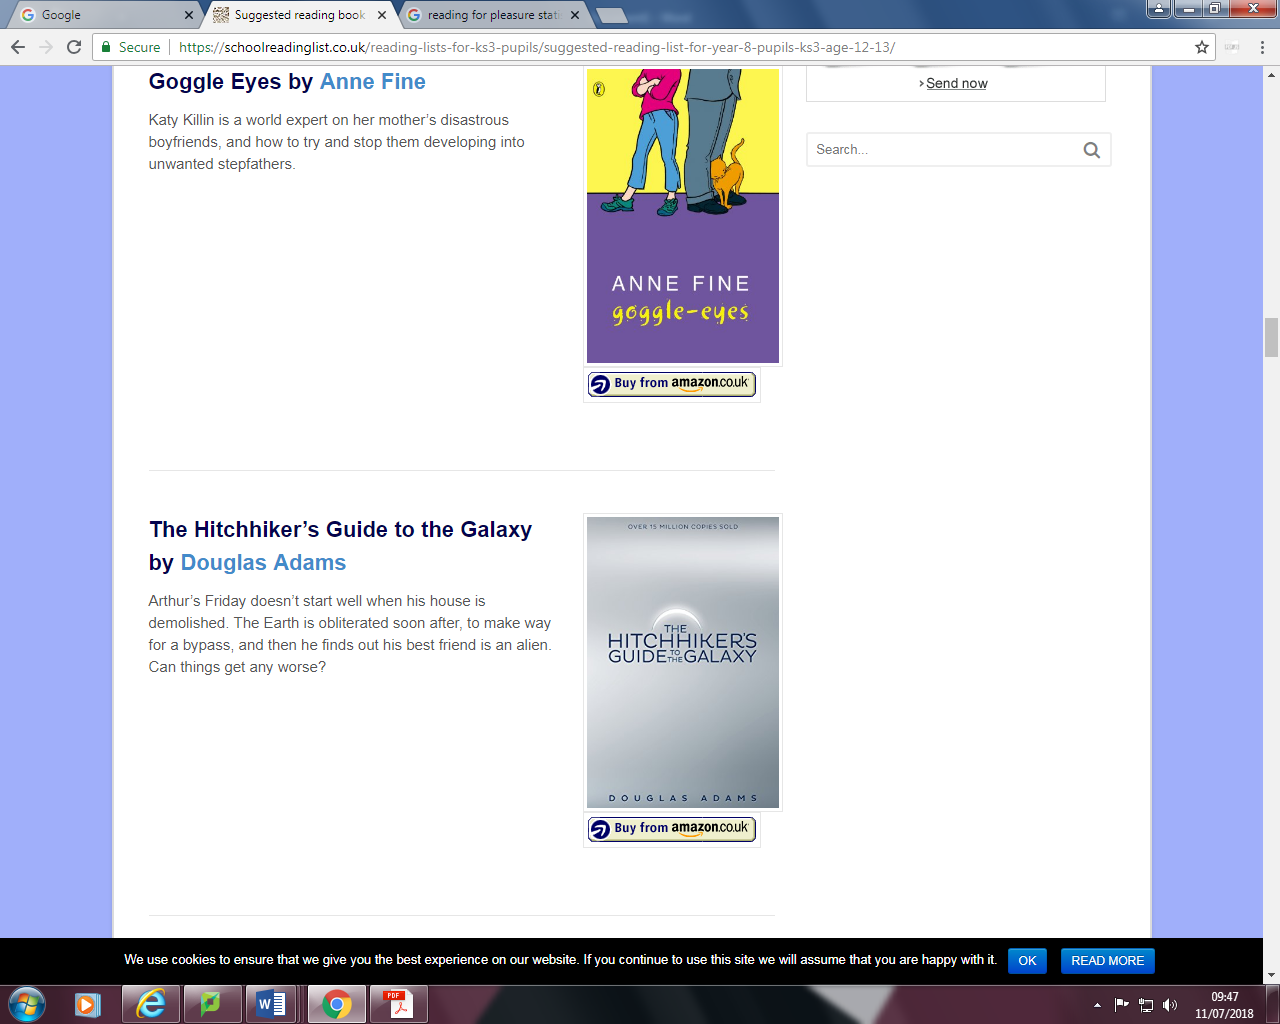 Google
Suggested reading book
reading for pleasure stat
Secure
https://schoolreadinglist.co.uk/reading-lists-for-ks3-pupils/suggested-reading-list-for-year-8-pupils-ks3-age-12-13/
Goggle Eyes by Anne Fine
Katy Killin is a world expert on her mother’s disastrous
boyfriends, and how to try and stop them developing into
unwanted stepfathers.
ANNE FINE
goggle-eyes
Buy from amazon.co.uk
› Send now
Search...
The Hitchhiker’s Guide to the Galaxy
by Douglas Adams
Arthur’s Friday doesn’t start well when his house is
demolished. The Earth is obliterated soon after, to make way
for a bypass, and then he finds out his best friend is an alien.
Can things get any worse?
OVER 15 MILLION COPIES SOLD
THE
HITCHHIKER'S
GUIDE TO THE GALAXY
DOUGLAS ADAMS
Buy from amazon.co.uk
We use cookies to ensure that we give you the best experience on our website. If you continue to use this site we will assume that you are happy with it.
OK
READ MORE
PDF
09:47
11/07/2018